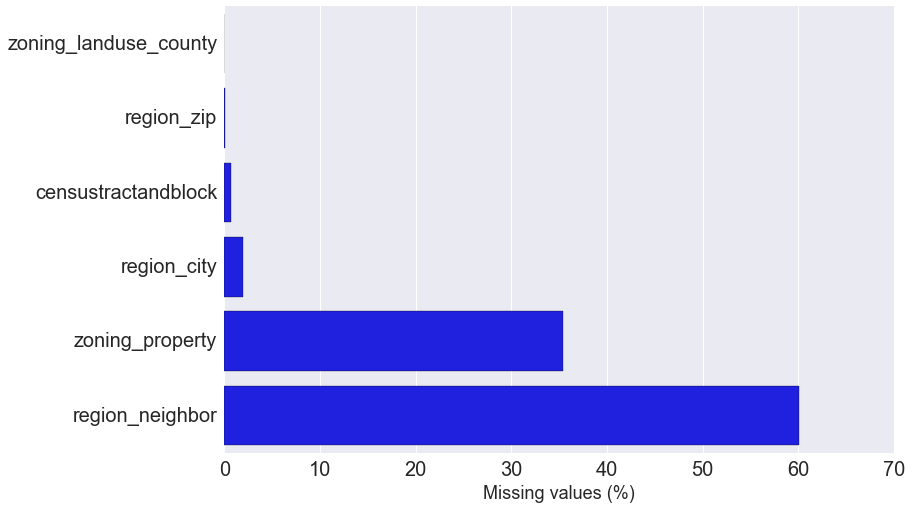 zoning_landuse_county
region_zip
censustractandblock
region_city
zoning_property
region_neighbor
0 10 20 30 40 50 60 70
Missing values (%)